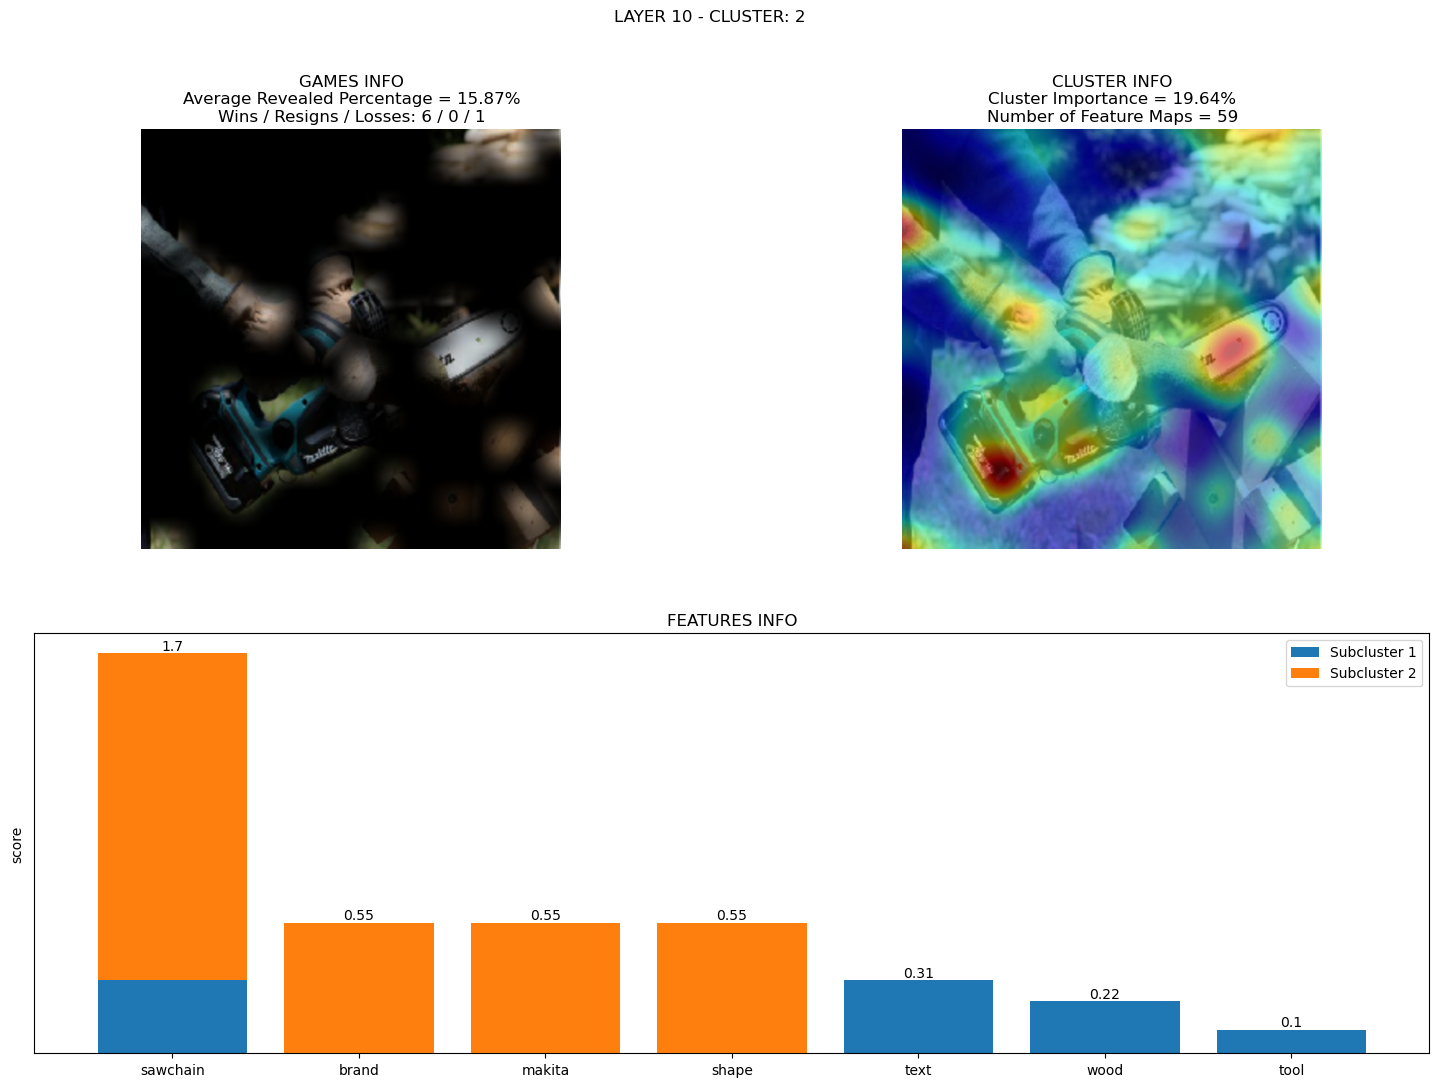 LAYER 10 - CLUSTER: 2
GAMES INFO
Average Revealed Percentage = 15.87%
Wins / Resigns / Losses: 6 / 0 / 1
CLUSTER INFO
Cluster Importance = 19.64%
Number of Feature Maps = 59
FEATURES INFO
Subcluster 1
Subcluster 2
score
1.7
0.55
0.55
0.55
0.31
0.22
0.1
sawchain
brand
makita
shape
text
wood
tool